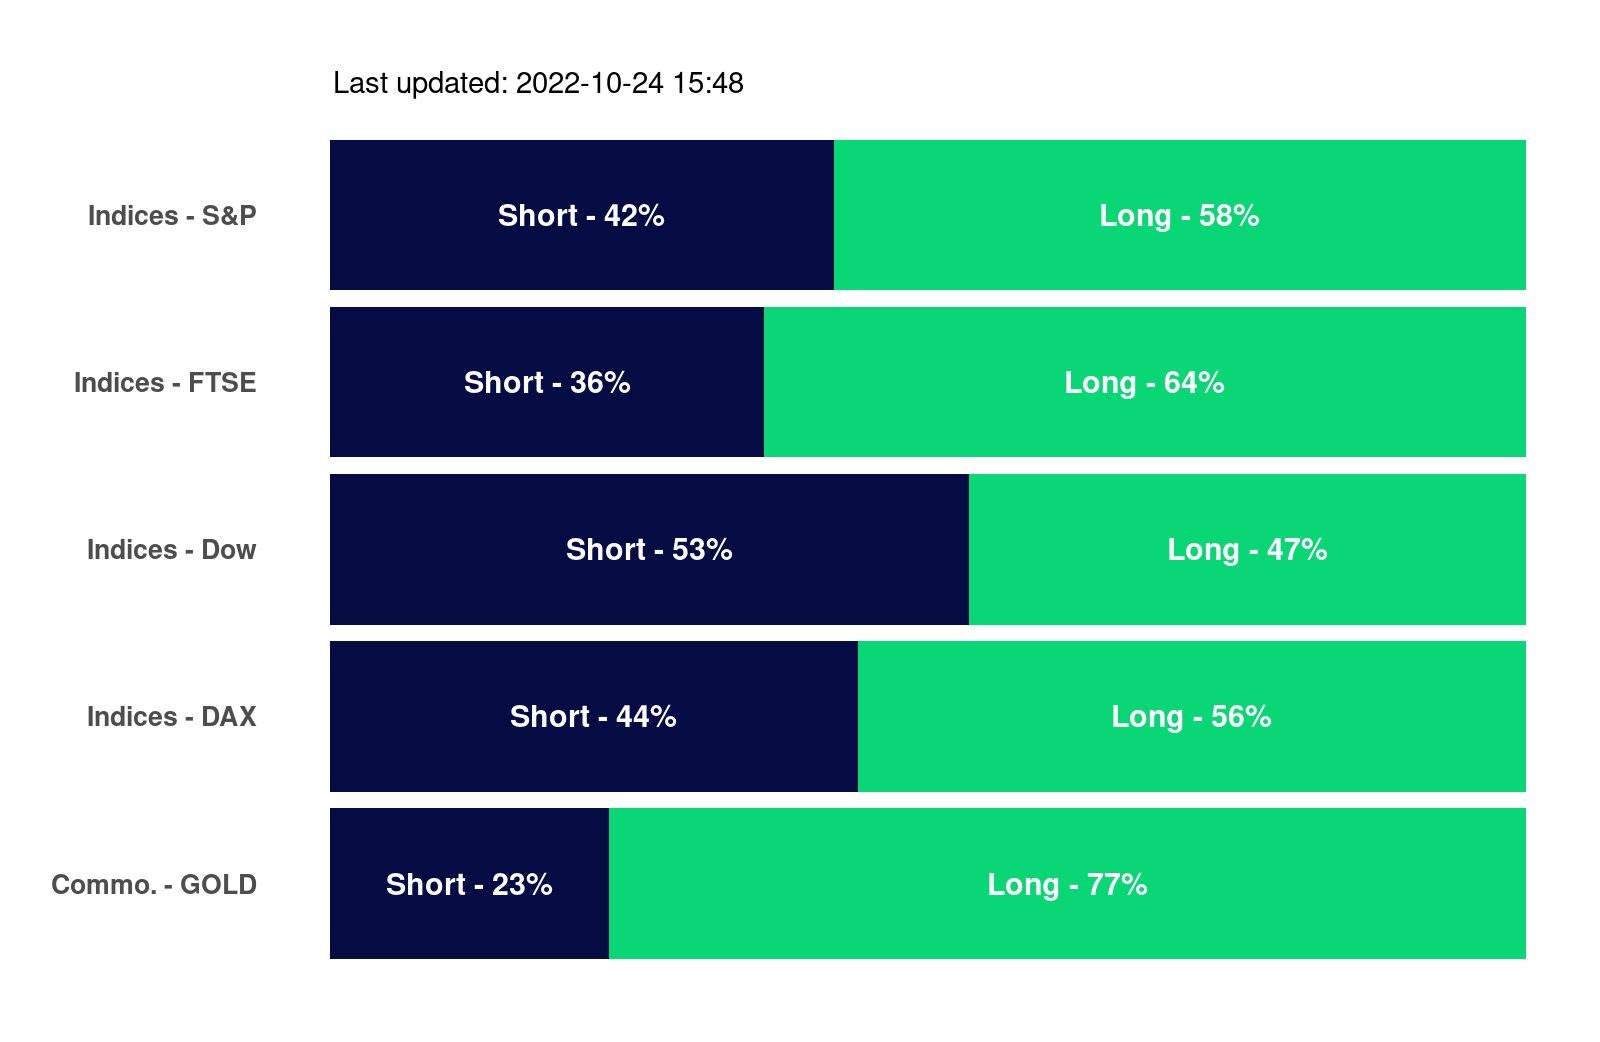 Last updated: 2022-10-24 15:48
Indices - S&P Short - 42% Long - 58%
Indices - FTSE Short - 36% Long - 64%
Indices - Dow Short - 53% Long - 47%
Indices - DAX Short - 44% Long - 56%
Commo. - GOLD Short - 23% Long - 77%